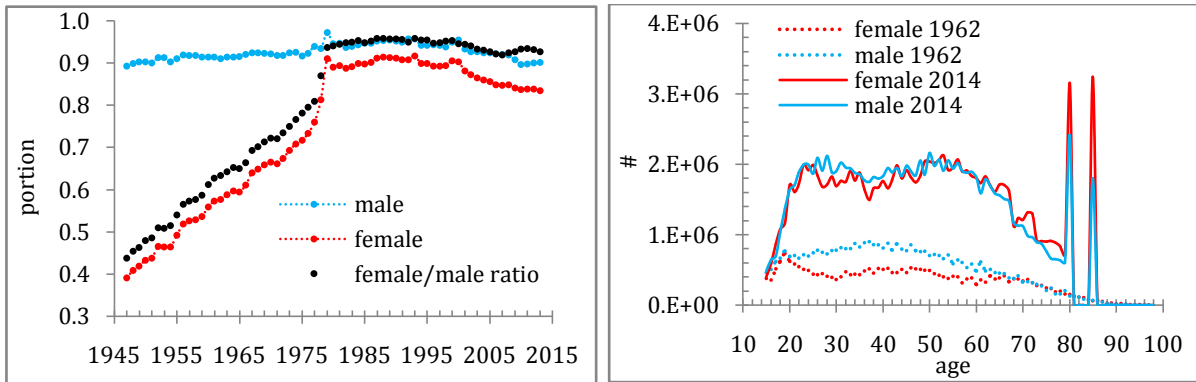 portion
1.0
0.9
0.8
0.7
0.6
0.5
0.4
0.3
1945 1955 1965 1975 1985 1995 2005 2015
male
female
female/male ratio
#
4.E+06
3.E+06
2.E+06
1.E+06
0.E+00
10 20 30 40 50 60 70 80 90 100
age
female 1962
male 1962
female 2014
male 2014